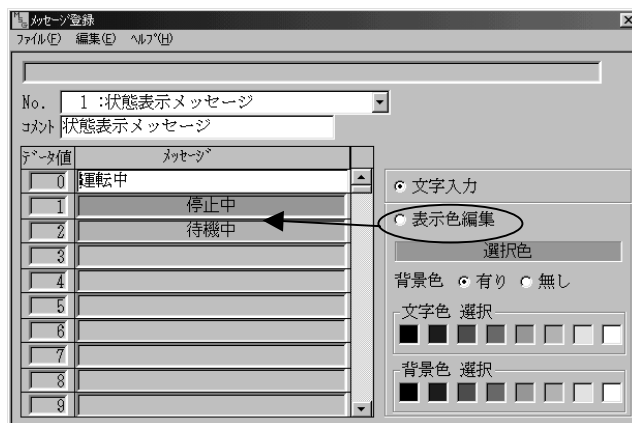 メッセージ登録
ファイル(F) 編集(E) ヘルプ(H)
No. 1 :状態表示メッセージ
コメント 状態表示メッセージ
データ値 メッセージ
0 運転中
1 停止中
2 待機中
3
4
5
6
7
8
9
文字入力
表示色編集
選択色
背景色 有り 無し
文字色 選択
背景色 選択